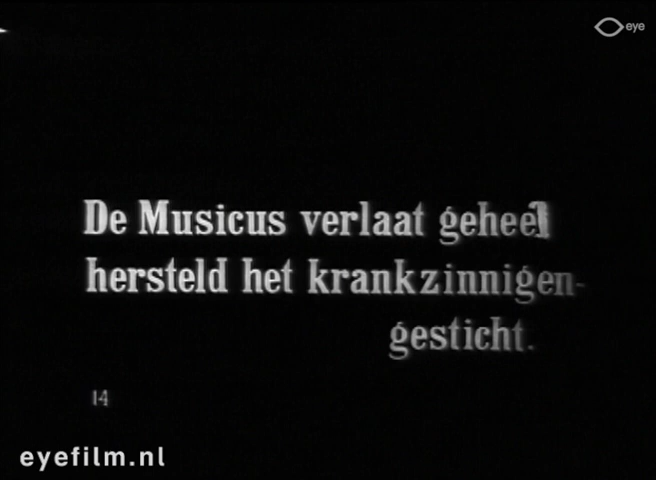 eye
De Musicus verlaat geheel
hersteld het krankzinnigen-
gesticht.
14
eyefilm.nl